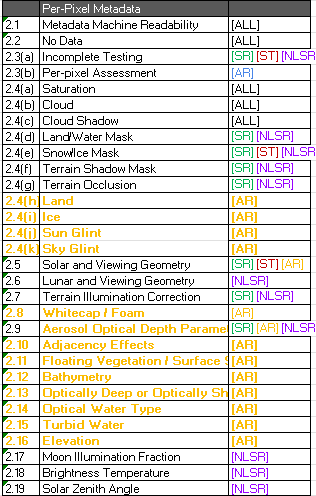 Per-Pixel Metadata
2.1 Metadata Machine Readability [ALL]
2.2 No Data [ALL]
2.3(a) Incomplete Testing [SR] [ST] [NLSR
2.3(b) Per-pixel Assessment [AR]
2.4(a) Saturation [ALL]
2.4(b) Cloud [ALL]
2.4(c) Cloud Shadow [ALL]
2.4(d) Land/Water Mask [SR] [NLSR]
2.4(e) Snow/Ice Mask [SR] [ST] [NLSR
2.4(f) Terrain Shadow Mask [SR] [NLSR]
2.4(g) Terrain Occlusion [SR] [NLSR]
2.4(h Land [AR]
2.4(i) Ice [AR]
2.4(j) Sun Glint [AR]
2.4(k) Sky Glint [AR]
2.5 Solar and Viewing Geometry [SR] [ST] [AR]
2.6 Lunar and Viewing Geometry [NLSR]
2.7 Terrain Illumination Correction [SR] [NLSR]
2.8 Whitecap / Foam [AR]
2.9 Aerosol Optical Depth Parame [SR] [AR] [NLSR
2.10 Adjacency Effects [AR]
2.11 Floating Vegetation / Surface S [AR]
2.12 Bathymetry [AR]
2.13 Optically Deep or Optically Sh [AR]
2.14 Optical Water Type [AR]
2.15 Turbid Water [AR]
2.16 Elevation [AR]
2.17 Moon Illumination Fraction [NLSR]
2.18 Brightness Temperature [NLSR]
2.19 Solar Zenith Angle [NLSR]